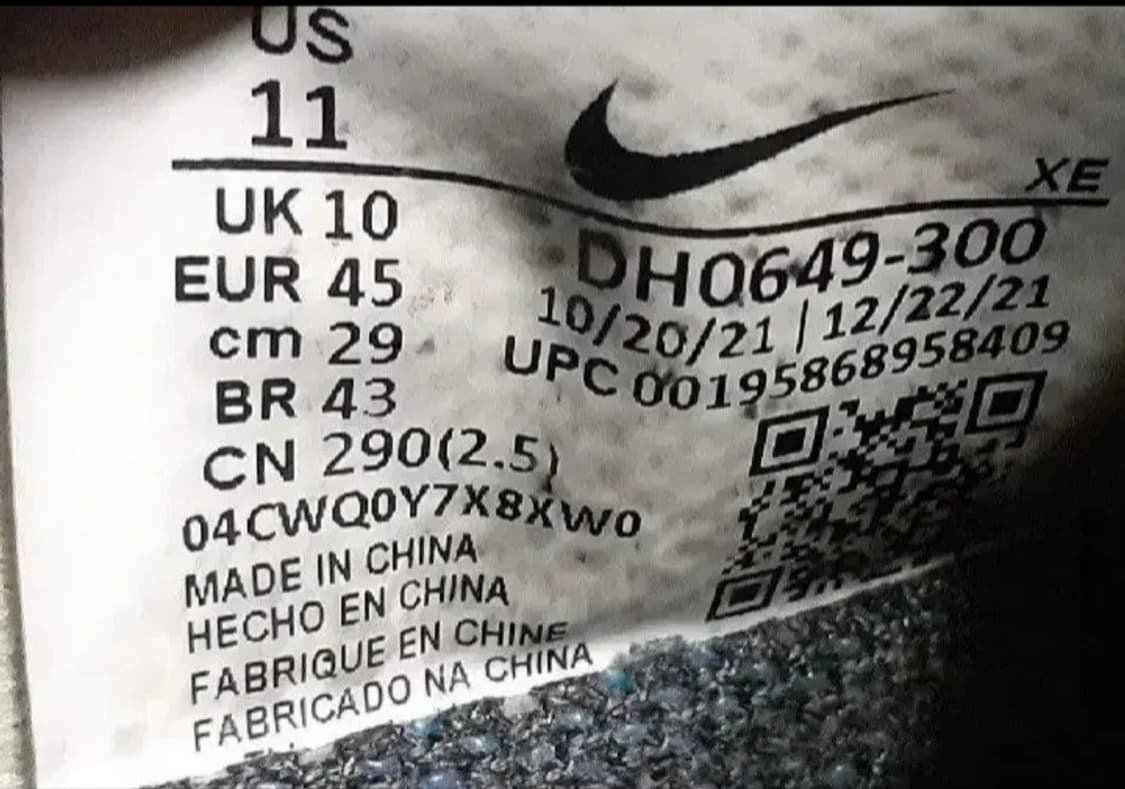 US
11
UK 10
EUR 45
cm 29
BR 43
CN 290(2.5)
04CWQ0Y7X8XW0
MADE IN CHINA
HECHO EN CHINA
FABRIQUE EN CHINE
FABRICADO NA CHINA
XE
DH0649-300
10/20/21 | 12/22/21
UPC 00195868958409